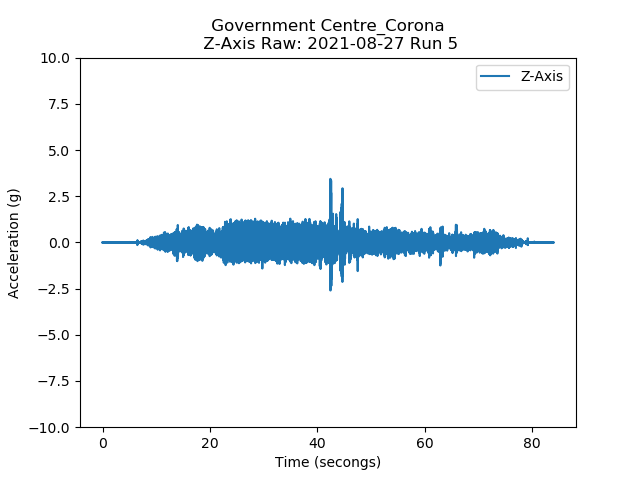 Government Centre_Corona
Z-Axis Raw: 2021-08-27 Run 5
Z-Axis
Acceleration (g)
10.0
7.5
5.0
2.5
0.0
−2.5
−5.0
−7.5
−10.0
0 20 40 60 80
Time (secongs)